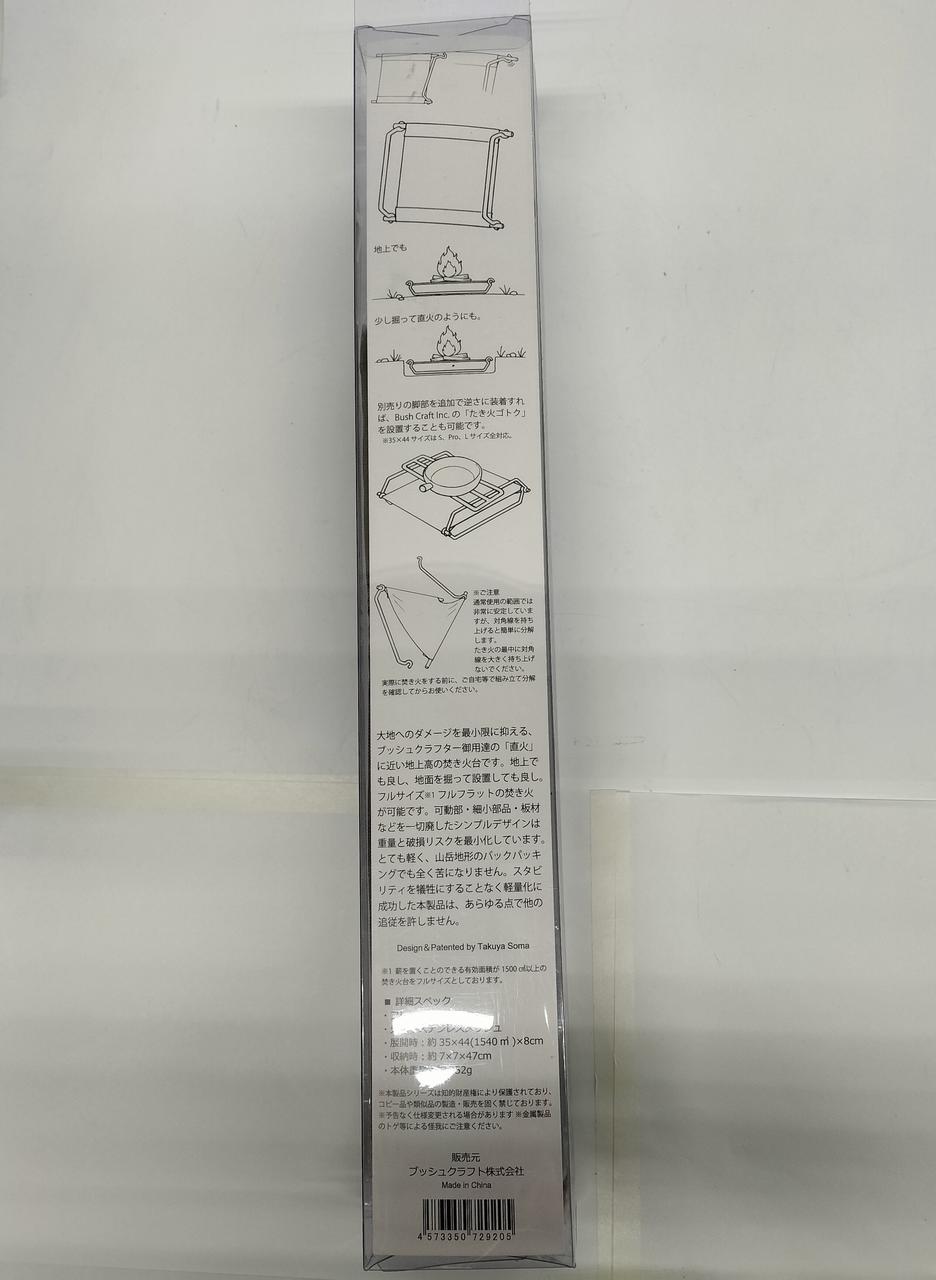 地上でも
少し掘って直火のようにも。
別売りの脚部を追加で逆さに装着すれ
ば、Bush Craft Inc. の「たき火ゴトク」
を設置することも可能です。
※35×44 サイズは S、Pro、L サイズ全対応。
※ご注意
通常使用の範囲では
非常に安定していま
すが、対角線を持ち
上げると簡単に分解
します。
たき火の最中に対角
線を大きく持ち上げ
ないでください。
実際に焚き火をする前に、ご自宅等で組み立て分解
を確認してからお使いください。
大地へのダメージを最小限に抑える、
ブッシュクラフター御用達の「直火」
に近い地上高の焚き火台です。地上で
も良し、地面を掘って設置しても良し。
フルサイズ※1 フルフラットの焚き火
が可能です。可動部・細小部品・板材
などを一切廃したシンプルデザインは
重量と破損リスクを最小化しています。
とても軽く、山岳地形のバックパッキ
ングでも全く苦になりません。スタビ
リティを犠牲にすることなく軽量化に
成功した本製品は、あらゆる点で他の
追従を許しません。
Design＆Patented by Takuya Soma
※1 薪を置くことのできる有効面積が 1500 ㎠以上の
焚き火台をフルサイズとしております。
■ 詳細スペック
・
・ステンレスメッシュ
・展開時：約 35×44(1540 ㎡ )×8cm
・収納時：約 7×7×47cm
・本体重 52g
※本製品シリーズは知的財産権により保護されており、
コピー品や類似品の製造・販売を固く禁じております。
※予告なく仕様変更される場合があります ※金属製品
のトゲ等による怪我にご注意ください。
販売元
ブッシュクラフト株式会社
Made in China
4 573350 729205